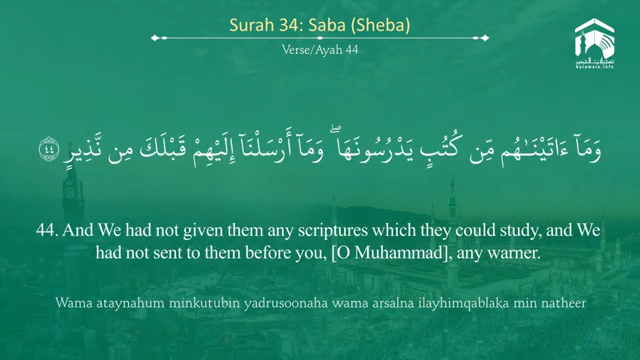 Surah 34: Saba (Sheba)
Verse/Ayah 44
haramain.info
وَمَآ ءَاتَيْنَـٰهُم مِّن كُتُبٍ يَدْرُسُونَهَا ۖ وَمَآ أَرْسَلْنَآ إِلَيْهِمْ قَبْلَكَ مِن نَّذِيرٍ ٤٤
44. And We had not given them any scriptures which they could study, and We
had not sent to them before you, [O Muhammad], any warner.
Wama ataynahum minkutubin yadrusoonaha wama arsalna ilayhimqablaka min natheer